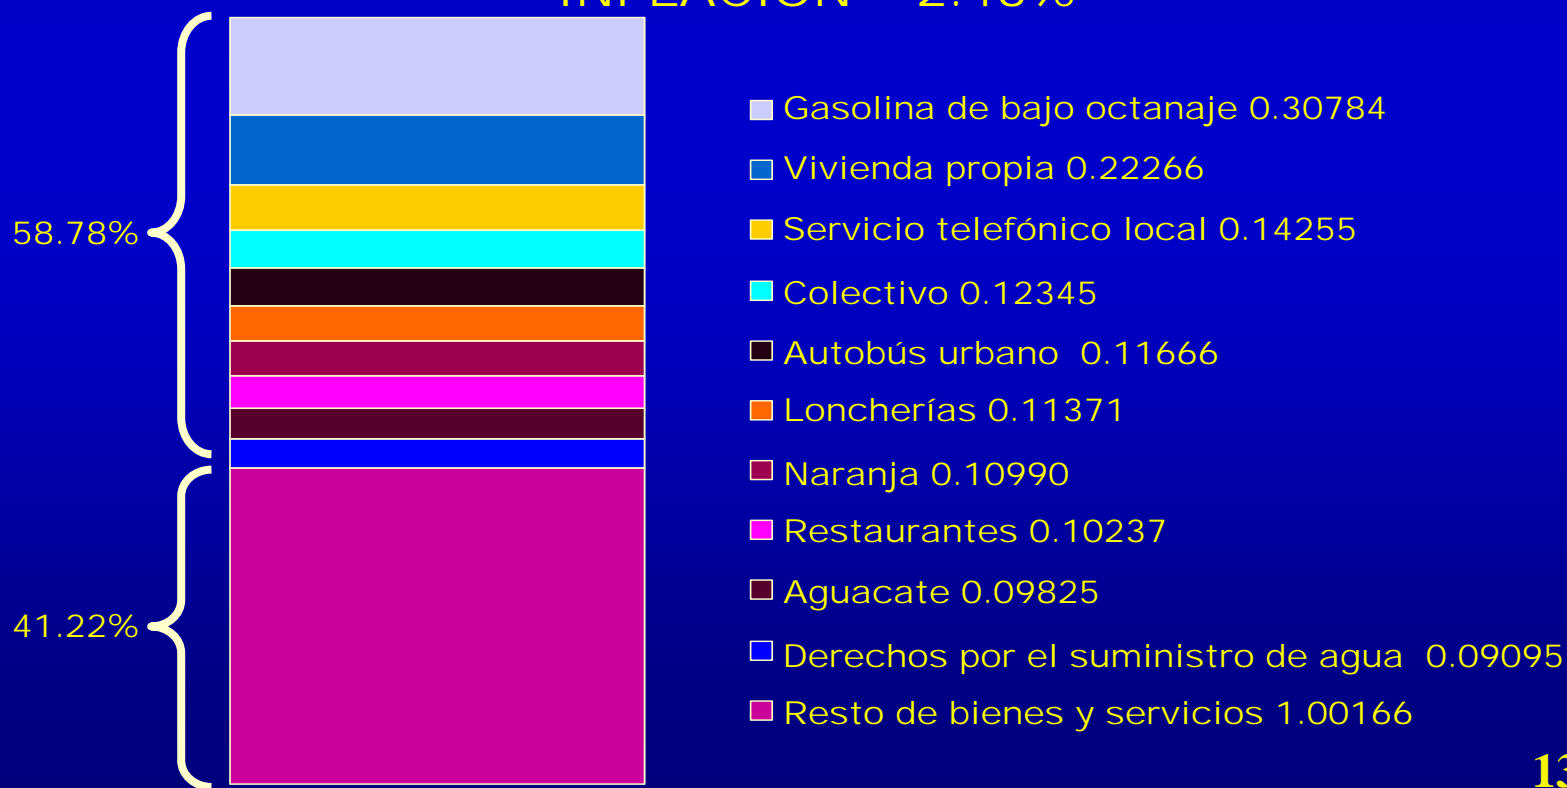 58.78%
41.22%
Gasolina de bajo octanaje 0.30784
Vivienda propia 0.22266
Servicio telefónico local 0.14255
Colectivo 0.12345
Autobús urbano 0.11666
Loncherías 0.11371
Naranja 0.10990
Restaurantes 0.10237
Aguacate 0.09825
Derechos por el suministro de agua 0.09095
Resto de bienes y servicios 1.00166